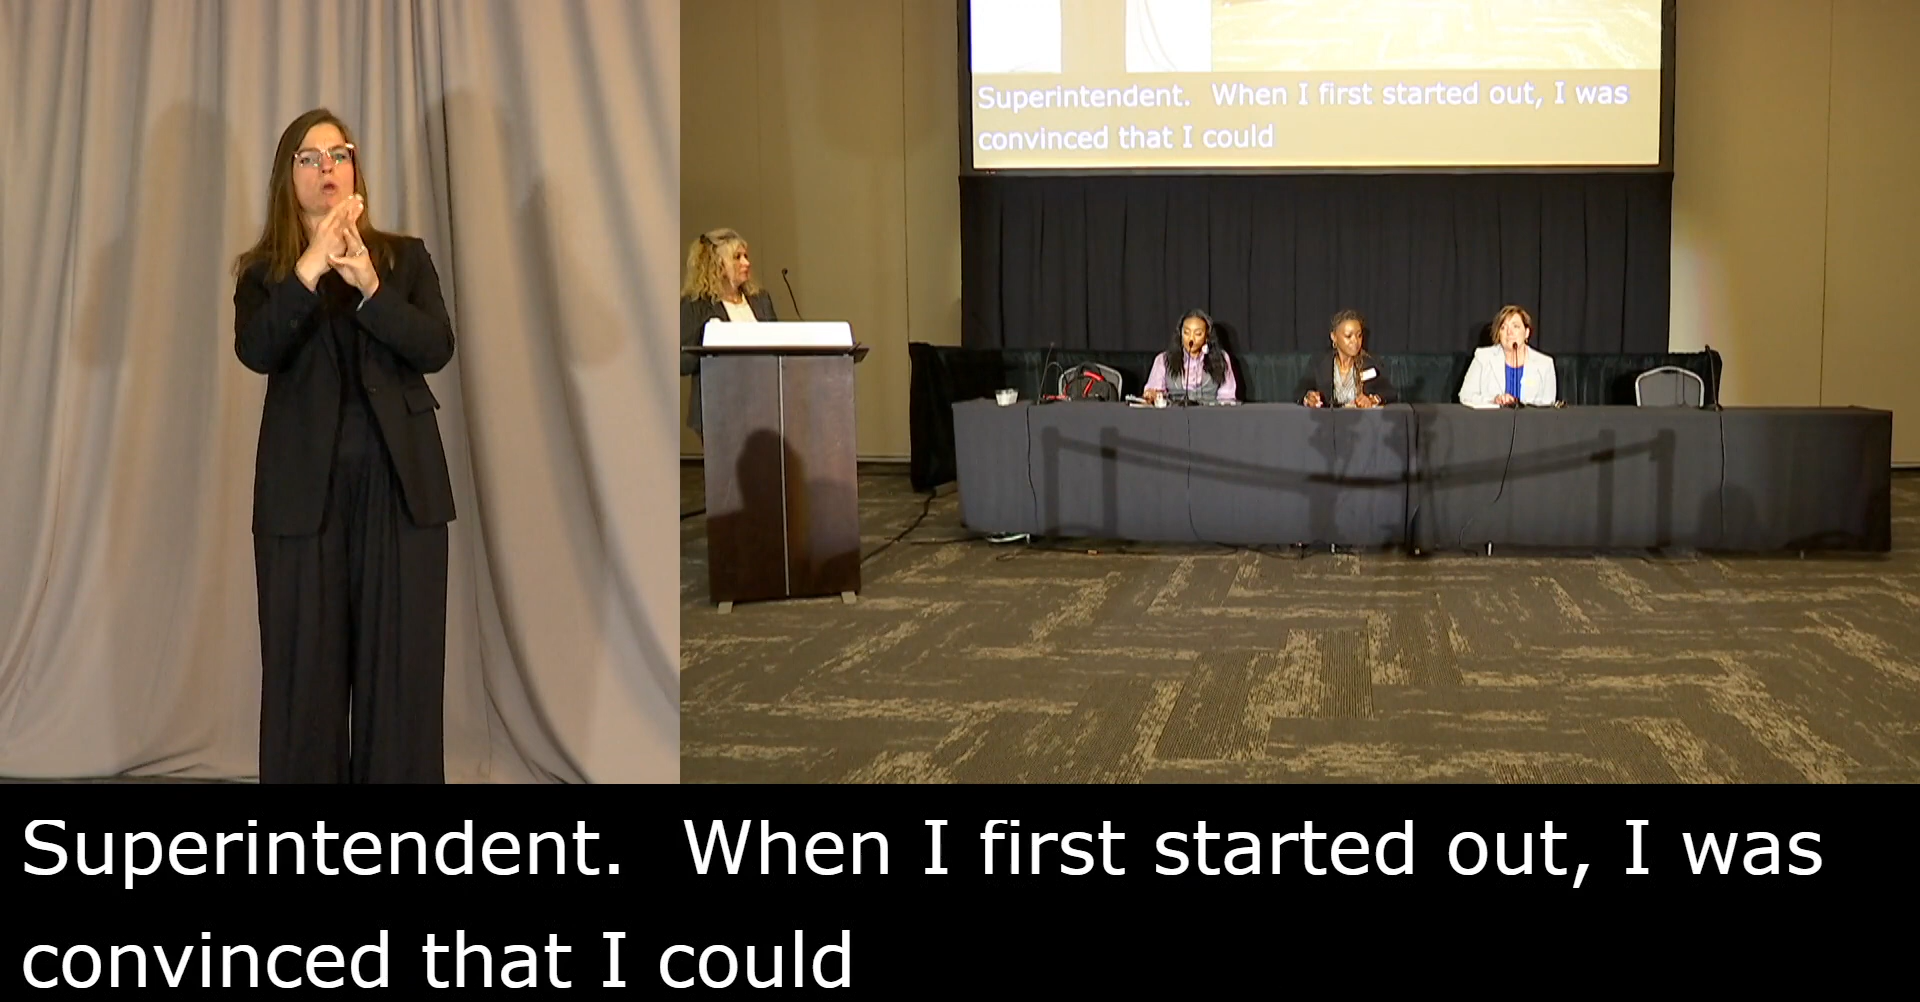 Superintendent.  When I first started out, I was
convinced that I could
Superintendent.  When I first started out, I was
convinced that I could